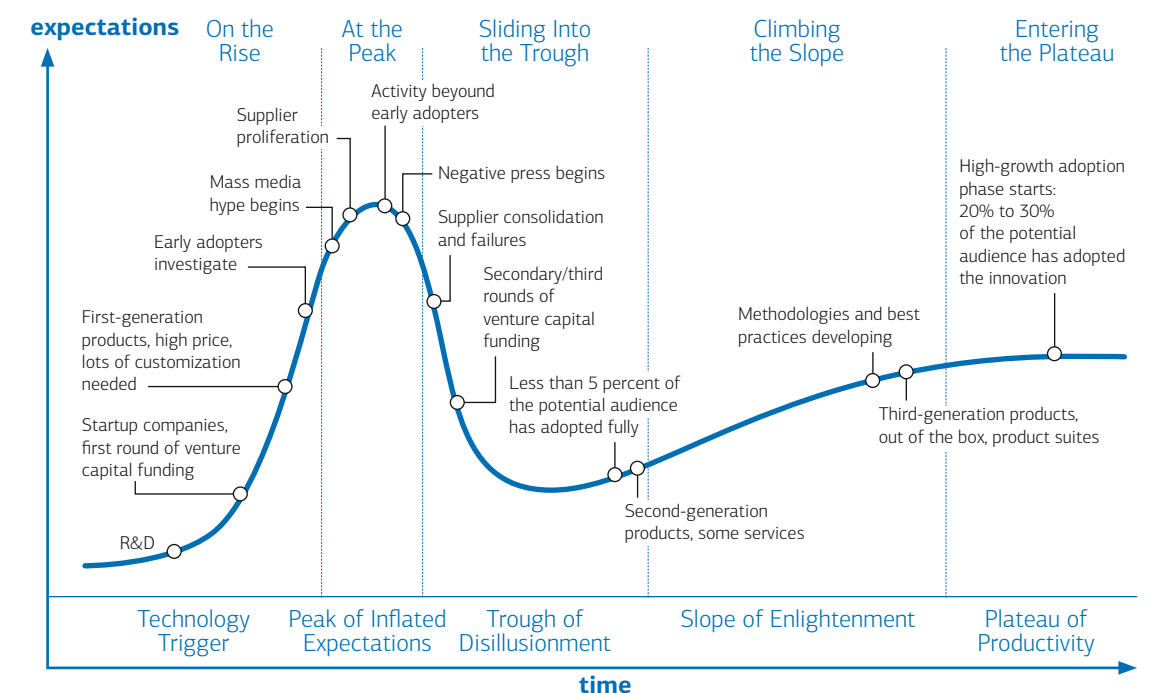 expectations
On the
Rise
At the
Peak
Sliding Into
the Trough
Climbing
the Slope
Entering
the Plateau
Activity beyound
early adopters
Supplier
proliferation
Negative press begins
Mass media
hype begins
Supplier consolidation
and failures
Early adopters
investigate
Secondary/third
rounds of
venture capital
funding
High-growth adoption
phase starts:
20% to 30%
of the potential
audience has adopted
the innovation
First-generation
products, high price,
lots of customization
needed
Methodologies and best
practices developing
Less than 5 percent of
the potential audience
has adopted fully
Startup companies,
first round of venture
capital funding
Third-generation products,
out of the box, product suites
Second-generation
products, some services
R&D
Technology
Trigger
Peak of Inflated
Expectations
Trough of
Disillusionment
Slope of Enlightenment
Plateau of
Productivity
time